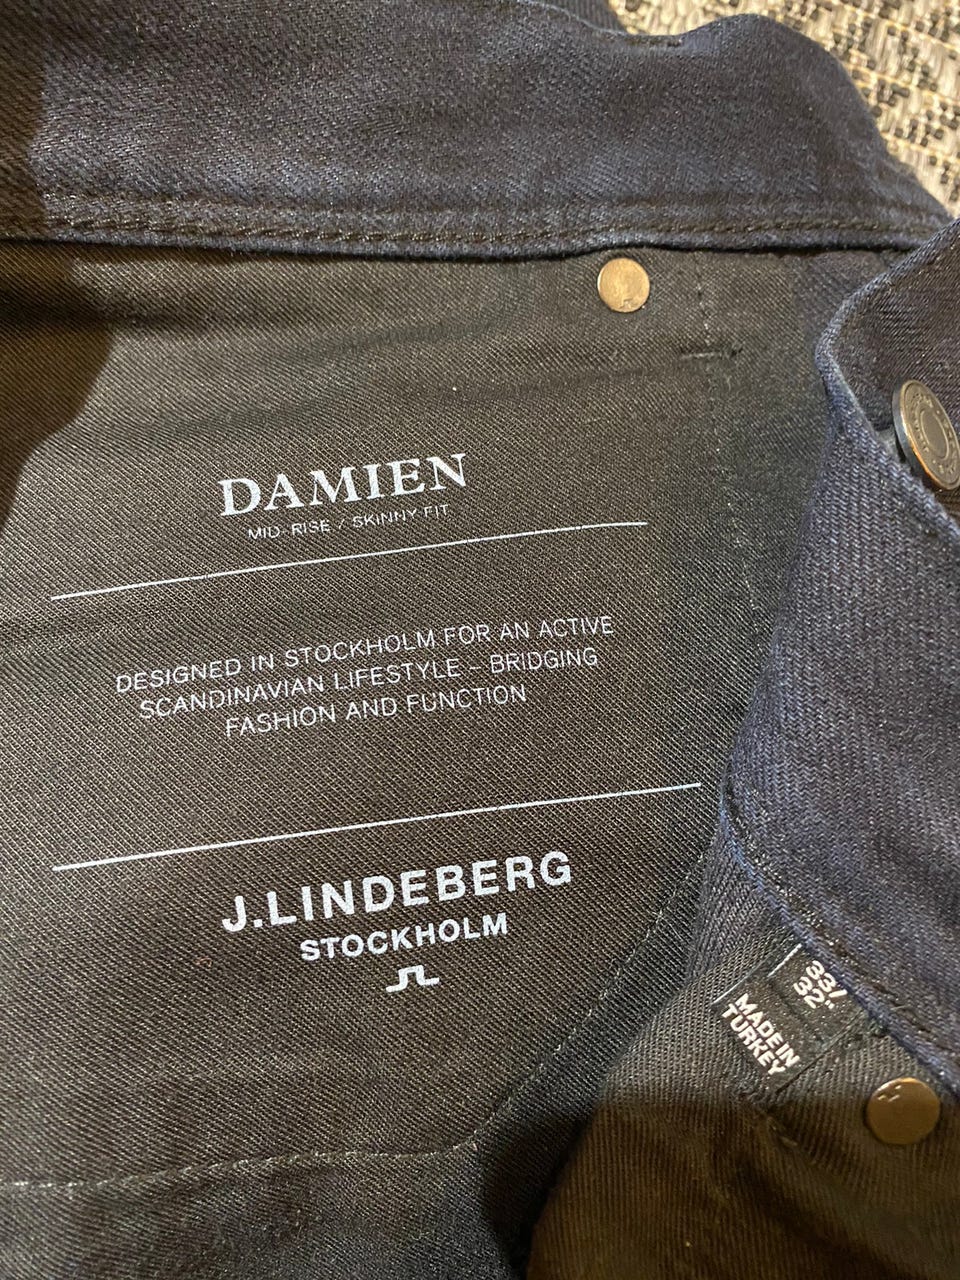 DAMIEN
MID-RISE / SKINNY FIT
DESIGNED IN STOCKHOLM FOR AN ACTIVE
SCANDINAVIAN LIFESTYLE – BRIDGING
FASHION AND FUNCTION
J.LINDEBERG
STOCKHOLM
33/
32"
MADE IN
TURKEY